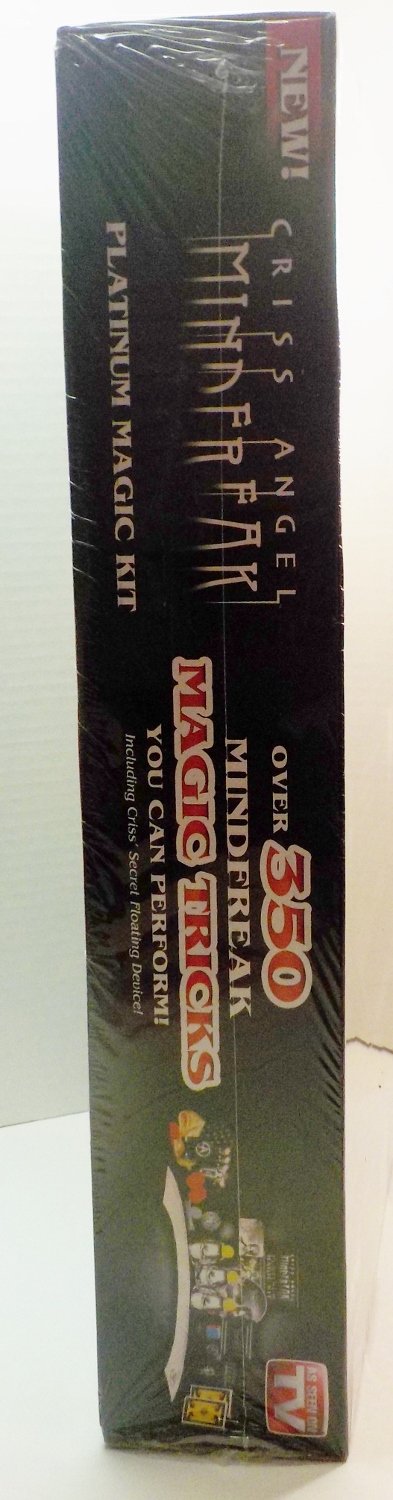 NEW!
CRISS ANGEL
MINDFREAK
PLATINUM MAGIC KIT
OVER 350
MINDFREAK
MAGIC TRICKS
YOU CAN PERFORM!
Including Criss' Secret Floating Device!
AS SEEN ON
TV